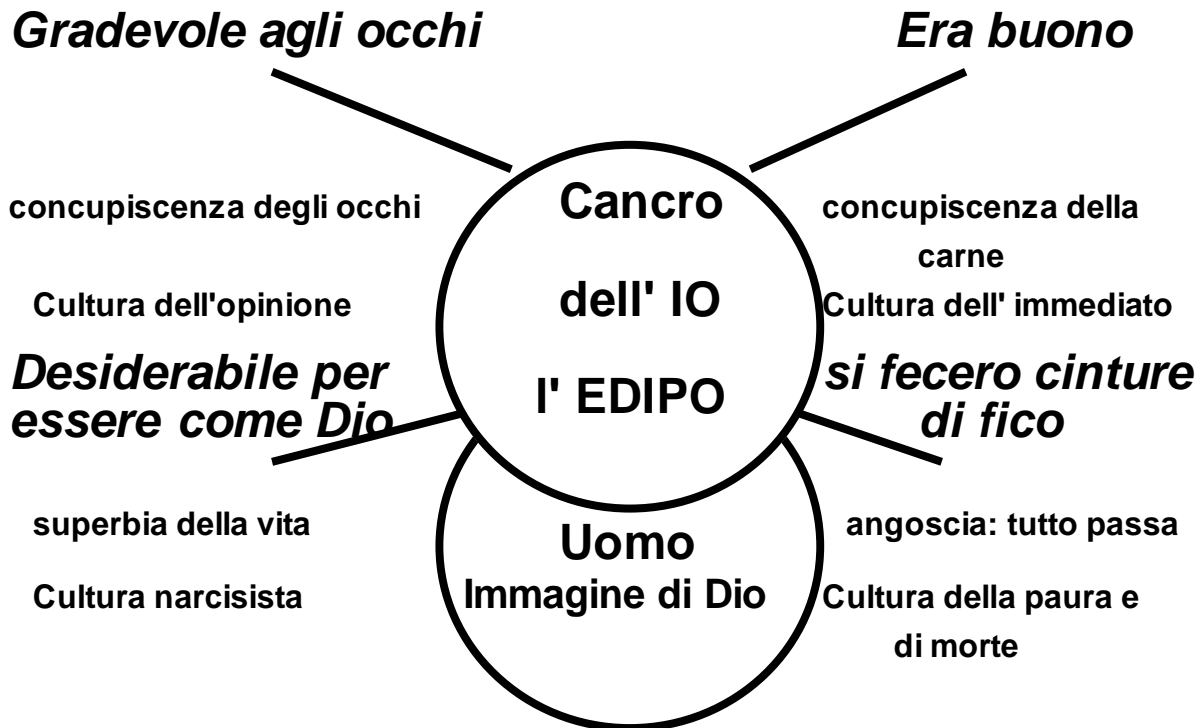 Gradevole agli occhi
Era buono
concupiscenza degli occhi
Cultura dell'opinione
Cancro
dell' IO
l' EDIPO
concupiscenza della
carne
Cultura dell' immediato
Desiderabile per
essere come Dio
si fecero cinture
di fico
superbia della vita
Cultura narcisista
Uomo
Immagine di Dio
angoscia: tutto passa
Cultura della paura e
di morte